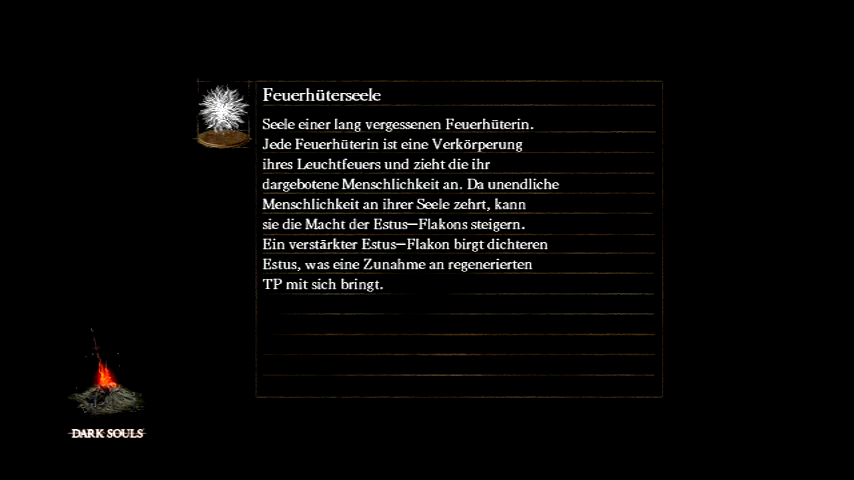 Feuerhüterseele
Seele einer lang vergessenen Feuerhüterin.
Jede Feuerhüterin ist eine Verkörperung
ihres Leuchtfeuers und zieht die ihr
dargebotene Menschlichkeit an. Da unendliche
Menschlichkeit an ihrer Seele zehrt, kann
sie die Macht der Estus—Flakons steigern.
Ein verstärkter Estus—Flakon birgt dichteren
Estus, was eine Zunahme an regenerierten
TP mit sich bringt.
DARK SOULS